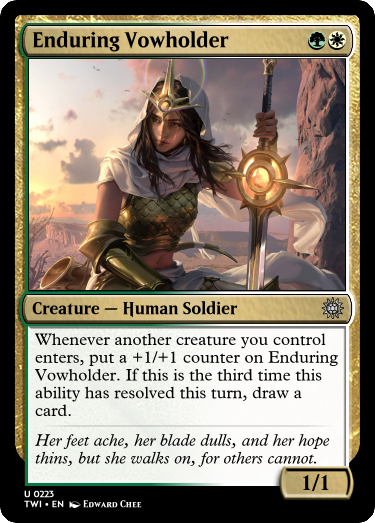 Enduring Vowholder
Creature — Human Soldier
Whenever another creature you control
enters, put a +1/+1 counter on Enduring
Vowholder. If this is the third time this
ability has resolved this turn, draw a
card.
Her feet ache, her blade dulls, and her hope
thins, but she walks on, for others cannot.
1/1
U 0223
TWI • EN Edward Chee